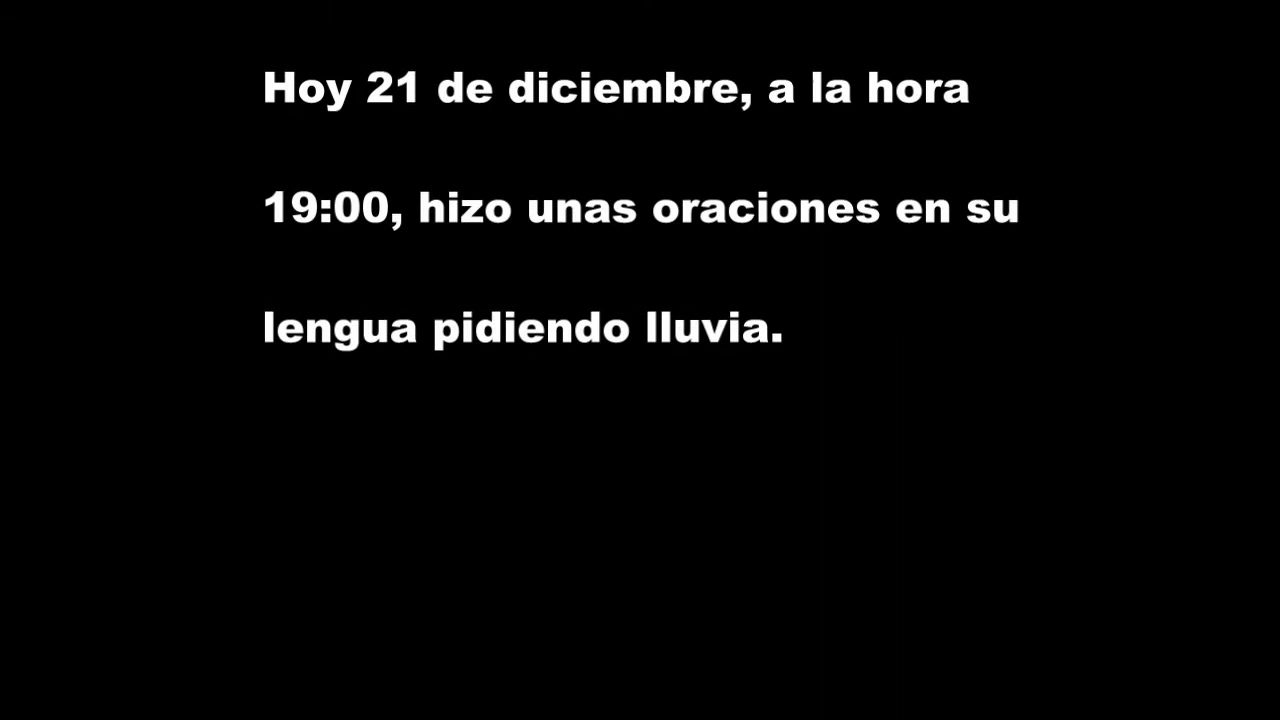 Hoy 21 de diciembre, a la hora
19:00, hizo unas oraciones en su
lengua pidiendo lluvia.